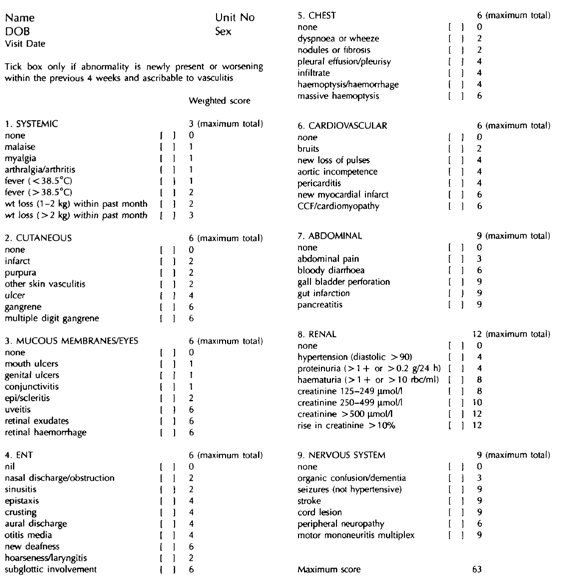 Name Unit No
DOB Sex
Visit Date
Tick box only if abnormality is newly present or worsening
within the previous 4 weeks and ascribable to vasculitis
Weighted score
1. SYSTEMIC 3 (maximum total)
none [ ] 0
malaise [ ] 1
myalgia [ ] 1
arthralgia/arthritis [ ] 1
fever (<38.5°C) [ ] 1
fever (>38.5°C) [ ] 2
wt loss (1–2 kg) within past month [ ] 2
wt loss (>2 kg) within past month [ ] 3
2. CUTANEOUS 6 (maximum total)
none [ ] 0
infarct [ ] 2
purpura [ ] 2
other skin vasculitis [ ] 2
ulcer [ ] 4
gangrene [ ] 6
multiple digit gangrene [ ] 6
3. MUCOUS MEMBRANES/EYES 6 (maximum total)
none [ ] 0
mouth ulcers [ ] 1
genital ulcers [ ] 1
conjunctivitis [ ] 1
epi/scleritis [ ] 2
uveitis [ ] 6
retinal exudates [ ] 6
retinal haemorrhage [ ] 6
4. ENT 6 (maximum total)
nil [ ] 0
nasal discharge/obstruction [ ] 2
sinusitis [ ] 2
epistaxis [ ] 4
crusting [ ] 4
aural discharge [ ] 4
otitis media [ ] 4
new deafness [ ] 6
hoarseness/laryngitis [ ] 2
subglottic involvement [ ] 6
5. CHEST 6 (maximum total)
none [ ] 0
dyspnoea or wheeze [ ] 2
nodules or fibrosis [ ] 2
pleural effusion/pleurisy [ ] 4
infiltrate [ ] 4
haemoptysis/haemorrhage [ ] 4
massive haemoptysis [ ] 6
6. CARDIOVASCULAR 6 (maximum total)
none [ ] 0
bruits [ ] 2
new loss of pulses [ ] 4
aortic incompetence [ ] 4
pericarditis [ ] 4
new myocardial infarct [ ] 6
CCF/cardiomyopathy [ ] 6
7. ABDOMINAL 9 (maximum total)
none [ ] 0
abdominal pain [ ] 3
bloody diarrhoea [ ] 6
gall bladder perforation [ ] 9
gut infarction [ ] 9
pancreatitis [ ] 9
8. RENAL 12 (maximum total)
none [ ] 0
hypertension (diastolic >90) [ ] 4
proteinuria (>1+ or >0.2 g/24 h) [ ] 4
haematuria (>1+ or >10 rbc/ml) [ ] 8
creatinine 125–249 µmol/l [ ] 8
creatinine 250–499 µmol/l [ ] 10
creatinine >500 µmol/l [ ] 12
rise in creatinine >10% [ ] 12
9. NERVOUS SYSTEM 9 (maximum total)
none [ ] 0
organic confusion/dementia [ ] 3
seizures (not hypertensive) [ ] 9
stroke [ ] 9
cord lesion [ ] 9
peripheral neuropathy [ ] 6
motor mononeuritis multiplex [ ] 9
Maximum score 63